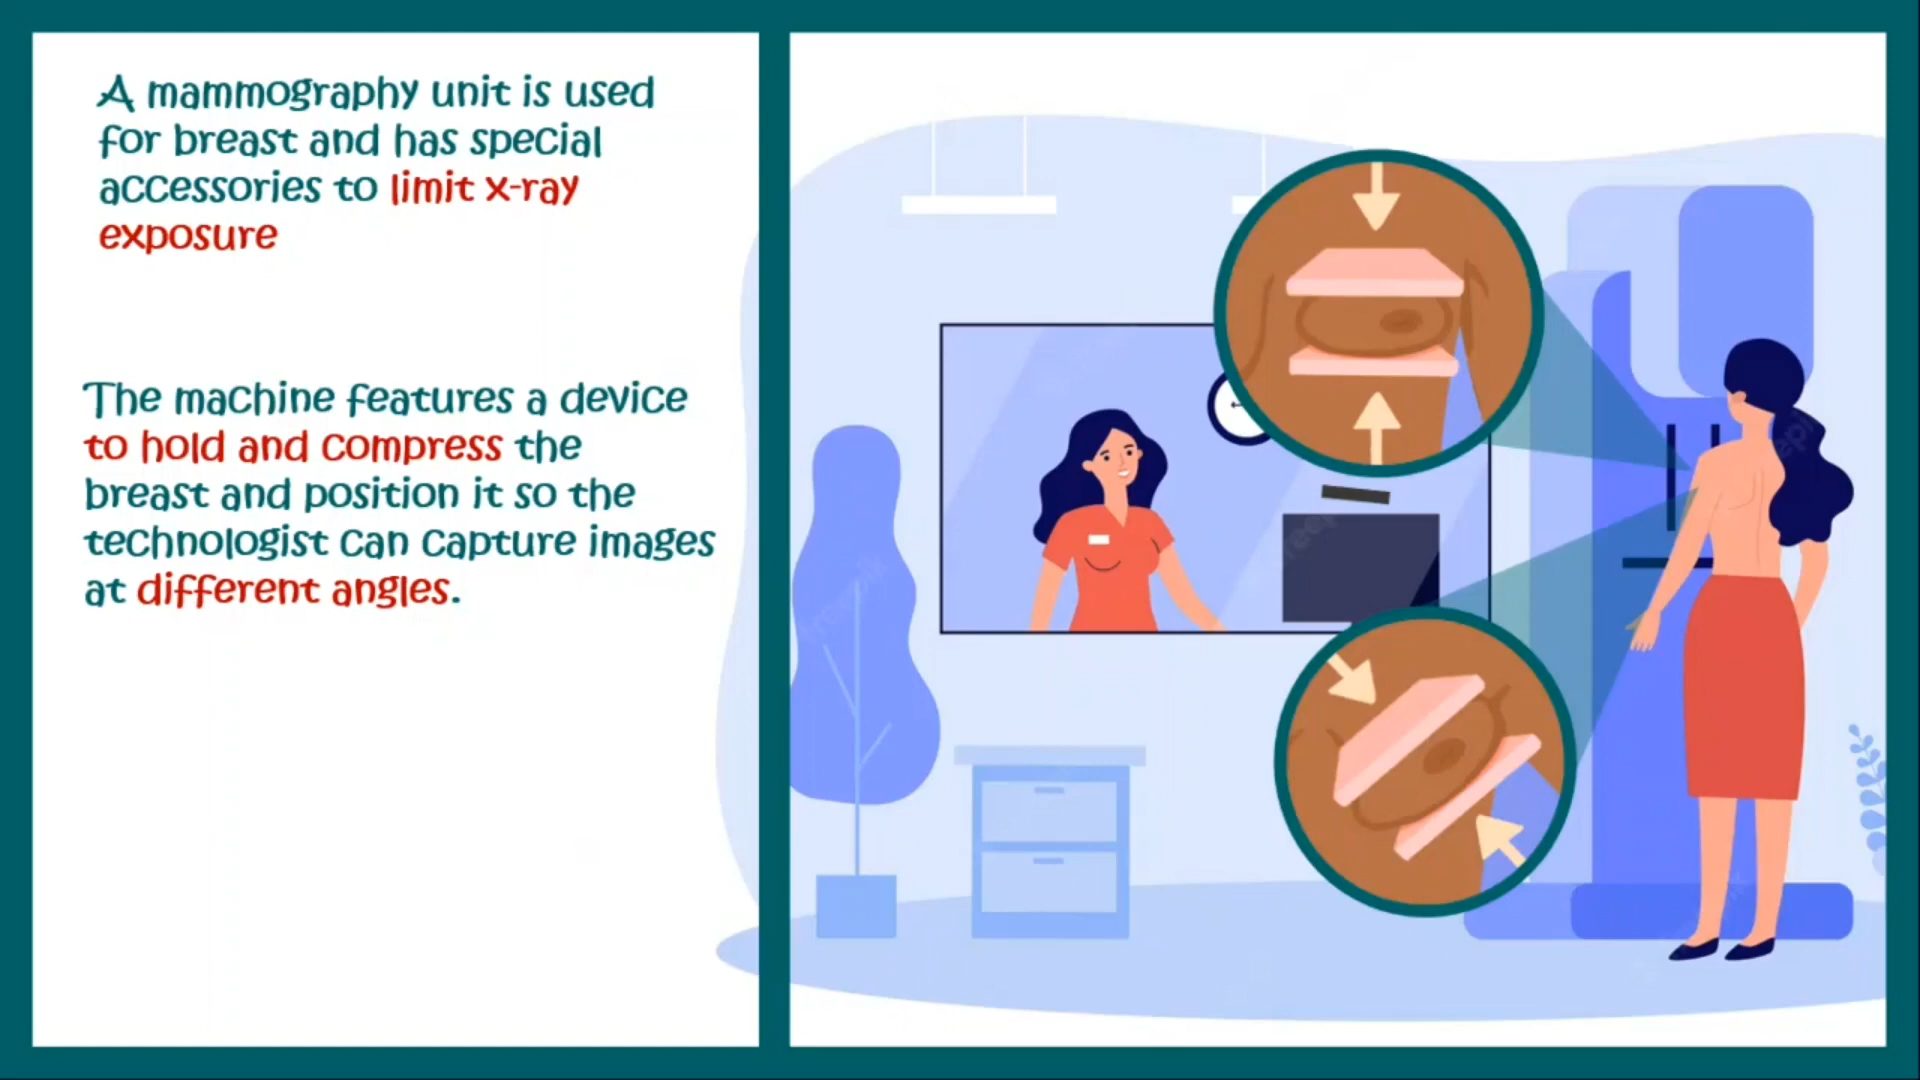 A mammography unit is used
for breast and has special
accessories to limit x-ray
exposure
The machine features a device
to hold and compress the
breast and position it so the
technologist can capture images
at different angles.